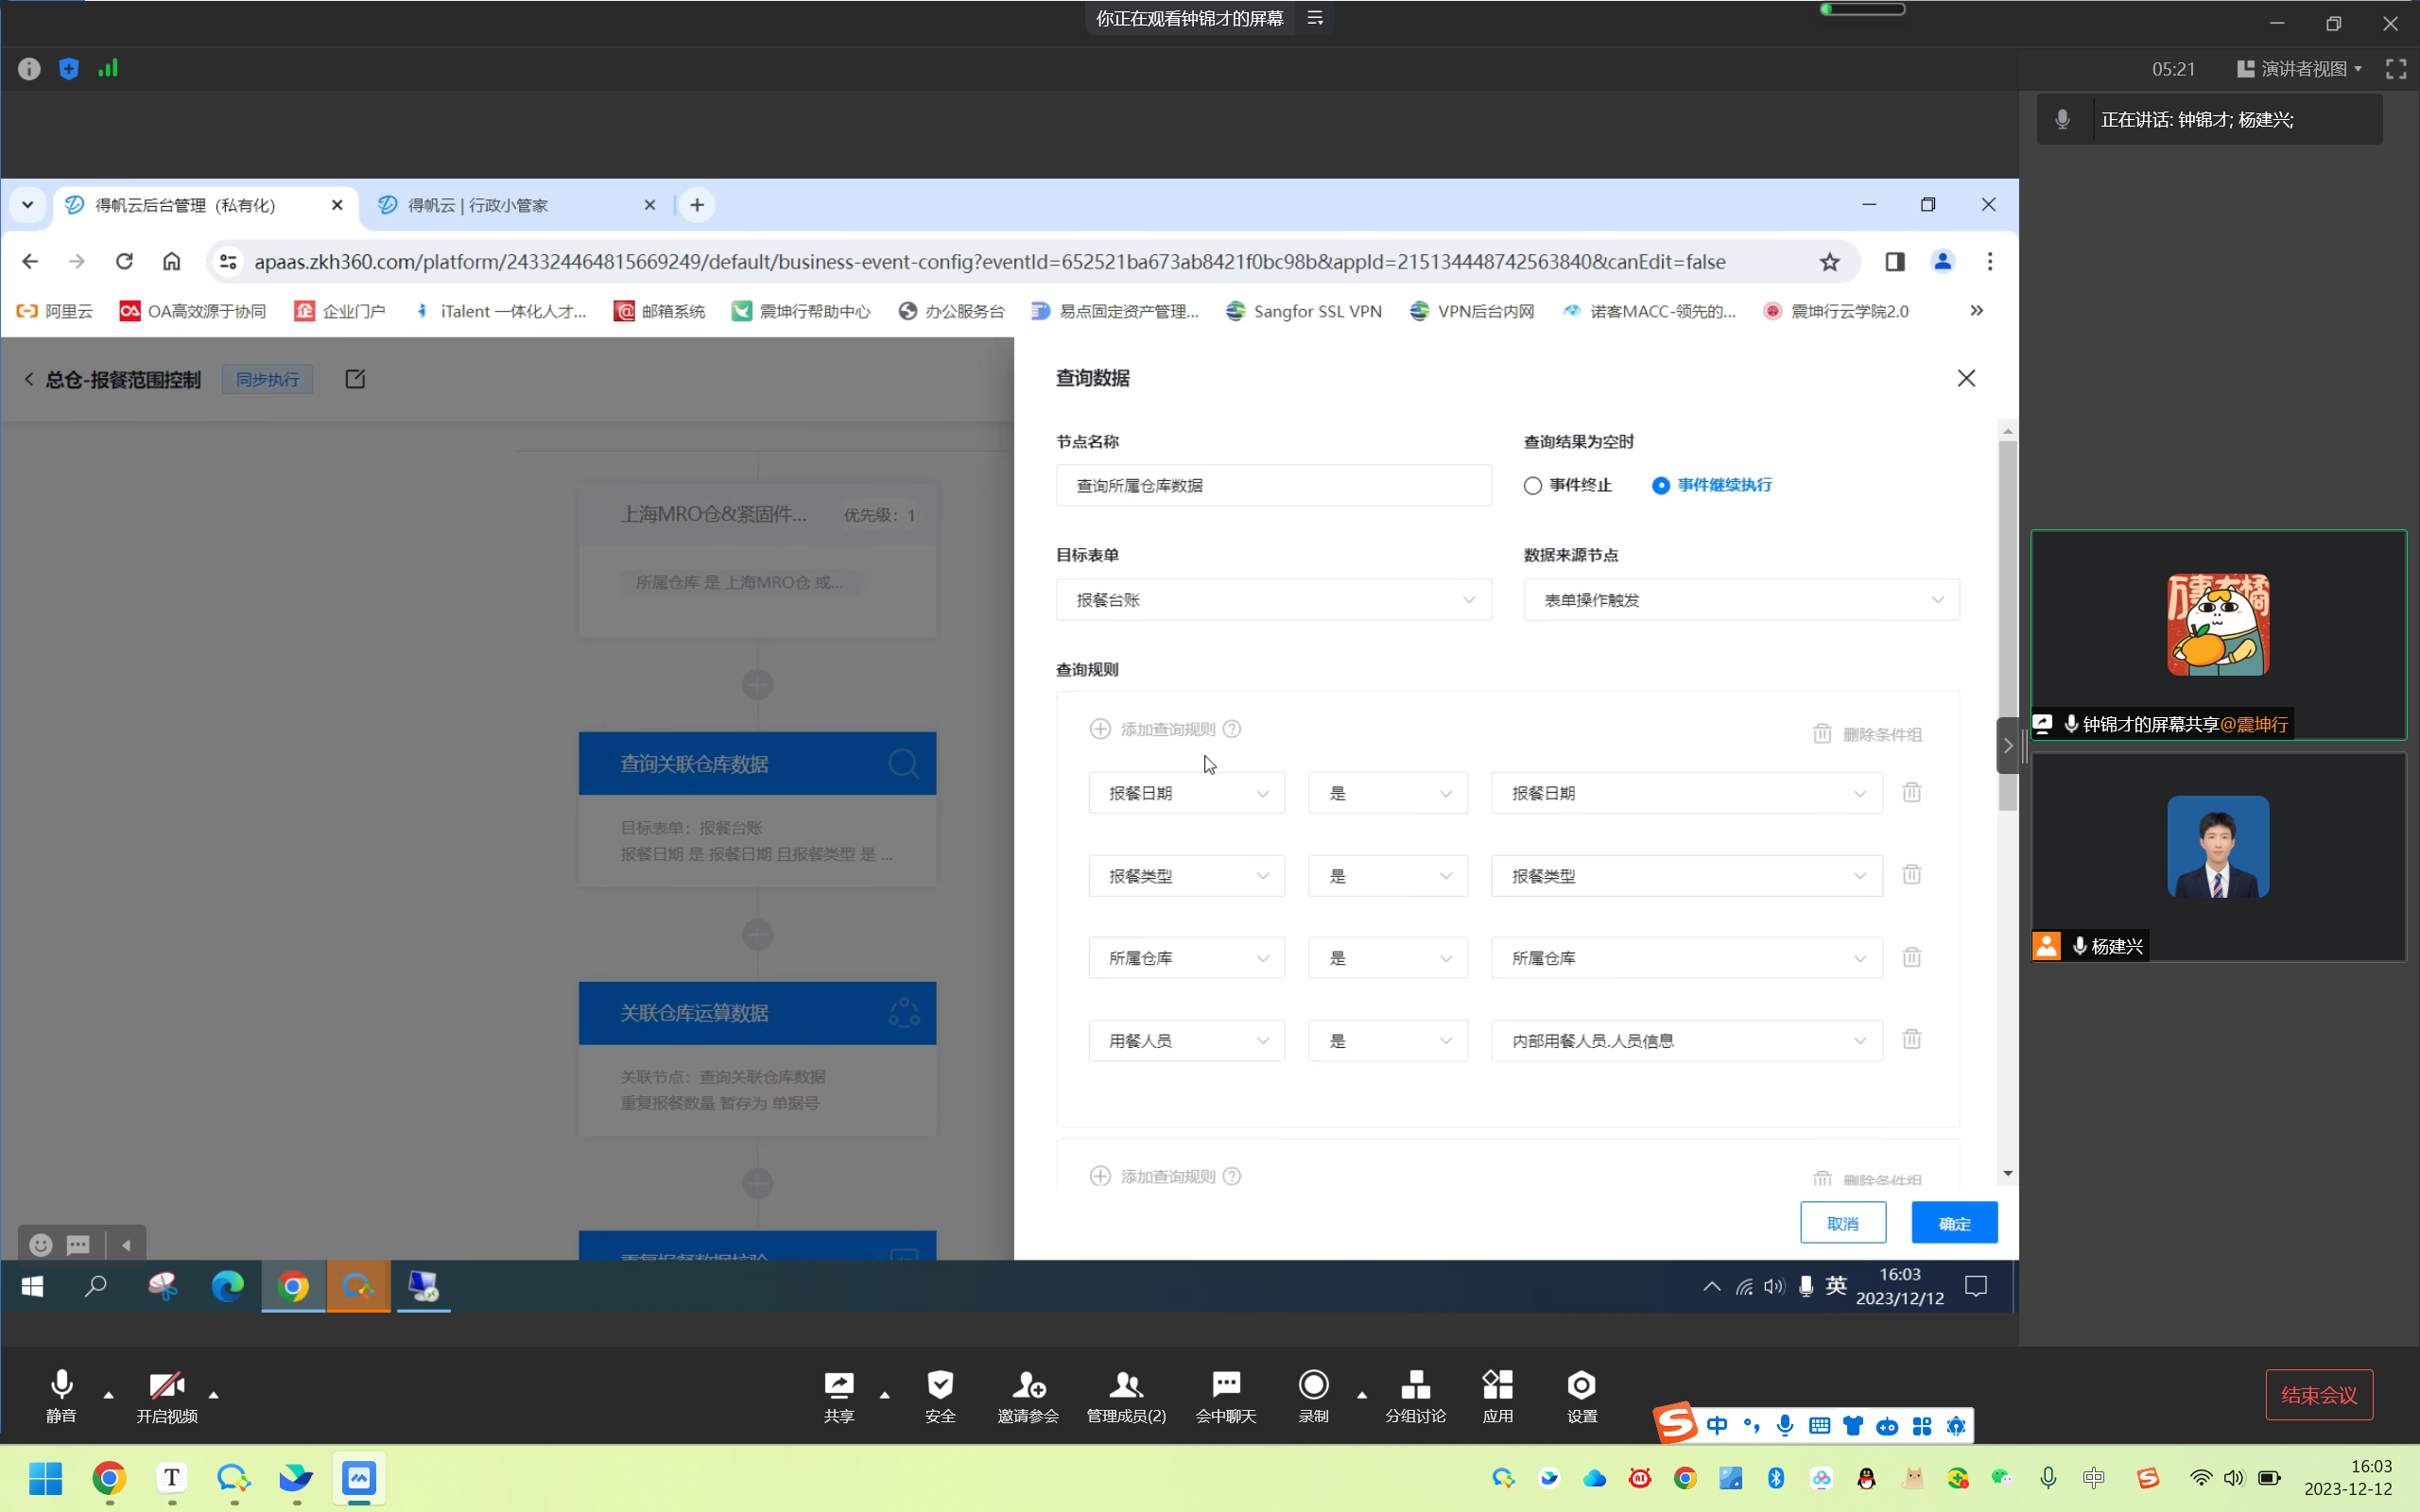 你正在观看钟锦才的屏幕
05:21
演讲者视图
正在讲话: 钟锦才; 杨建兴;
得帆云后台管理（私有化）
得帆云 | 行政小管家
apaas.zkh360.com/platform/243324464815669249/default/business-event-config?eventId=652521ba673ab8421f0bc98b&appId=215134448742563840&canEdit=false
阿里云
OA高效源于协同
企业门户
iTalent 一体化人才...
邮箱系统
震坤行帮助中心
办公服务台
易点固定资产管理...
Sangfor SSL VPN
VPN后台内网
诺客MACC-领先的...
震坤行云学院2.0
总仓-报餐范围控制
同步执行
上海MRO仓&紧固件...
优先级：1
所属仓库 是 上海MRO仓 或...
查询关联仓库数据
目标表单：报餐台账
报餐日期 是 报餐日期 且报餐类型 是 ...
关联仓库运算数据
关联节点：查询关联仓库数据
重复报餐数量 暂存为 单据号
重复报餐数据校验
查询数据
节点名称
查询结果为空时
查询所属仓库数据
事件终止
事件继续执行
目标表单
数据来源节点
报餐台账
表单操作触发
查询规则
添加查询规则
删除条件组
报餐日期
是
报餐日期
报餐类型
是
报餐类型
所属仓库
是
所属仓库
用餐人员
是
内部用餐人员.人员信息
添加查询规则
删除条件组
取消
确定
万事大橘
钟锦才的屏幕共享@震坤行
杨建兴
英
16:03
2023/12/12
静音
开启视频
共享
安全
邀请参会
管理成员(2)
会中聊天
录制
分组讨论
应用
设置
结束会议
中
中
16:03
2023-12-12